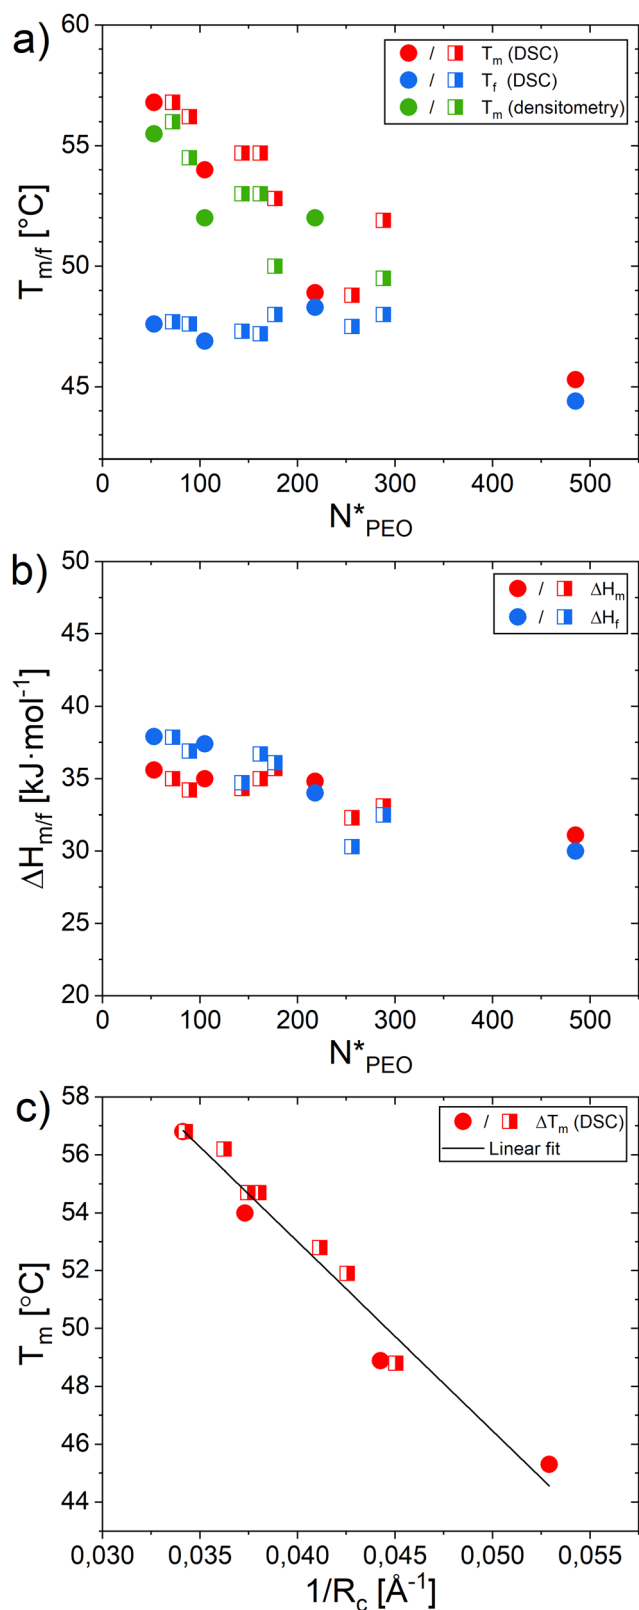 a)
60
55
50
45
T_m/f [°C]
/ T_m (DSC)
/ T_f (DSC)
/ T_m (densitometry)
0 100 200 300 400 500
N*_PEO
b)
50
45
40
35
30
25
20
ΔH_m/f [kJ·mol⁻¹]
/ ΔH_m
/ ΔH_f
0 100 200 300 400 500
N*_PEO
c)
58
56
54
52
50
48
46
44
T_m [°C]
/ ΔT_m (DSC)
Linear fit
0,030 0,035 0,040 0,045 0,050 0,055
1/R_c [Å⁻¹]